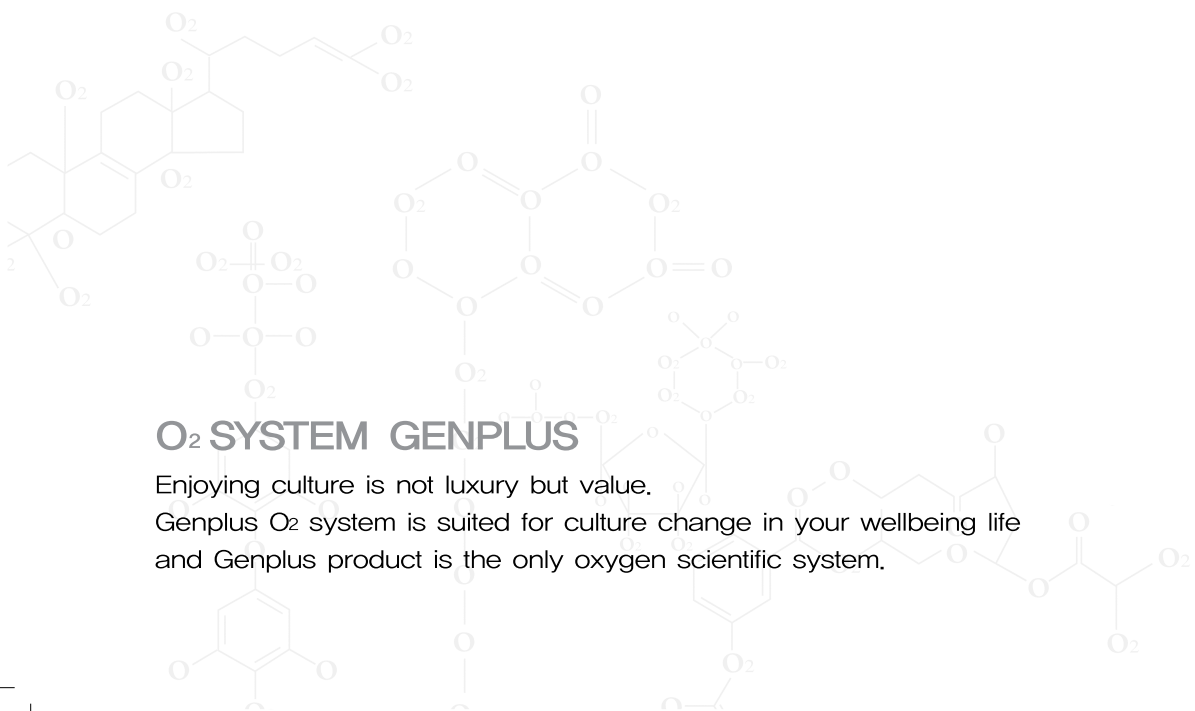 O₂ SYSTEM GENPLUS
Enjoying culture is not luxury but value.
Genplus O₂ system is suited for culture change in your wellbeing life
and Genplus product is the only oxygen scientific system.